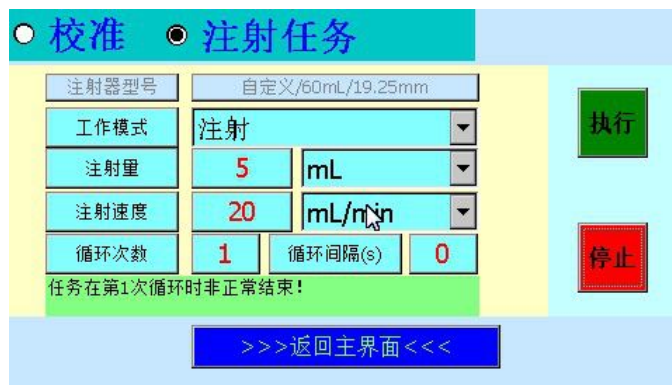 校准 注射任务
注射器型号 自定义/60mL/19.25mm
工作模式 注射
执行
注射量 5 mL
注射速度 20 mL/min
循环次数 1 循环间隔(s) 0
停止
任务在第1次循环时非正常结束!
>>>返回主界面<<<